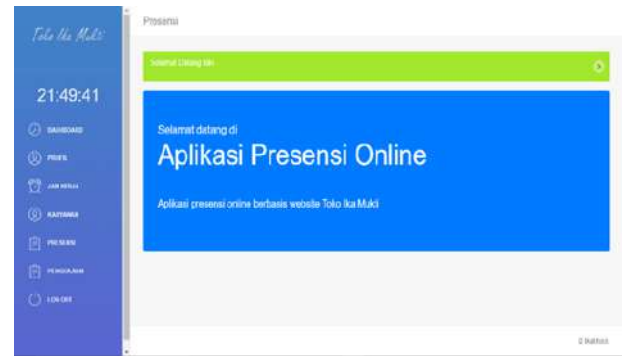 Toko Ika Mukti
21:49:41
DASHBOARD
PROFIL
JAM KERJA
KARYAWAN
PRESENSI
PENGGAJIAN
LOG OUT
Presensi
Selamat Datang
Selamat datang di
Aplikasi Presensi Online
Aplikasi presensi online berbasis website Toko Ika Mukti